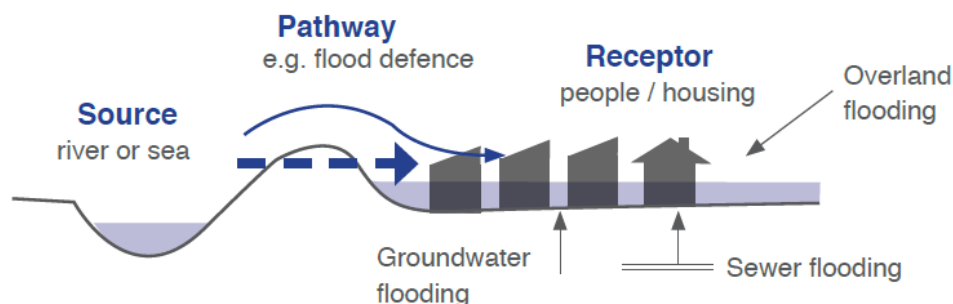 Pathway
e.g. flood defence
Receptor
people / housing
Overland
flooding
Source
river or sea
Groundwater
flooding
Sewer flooding